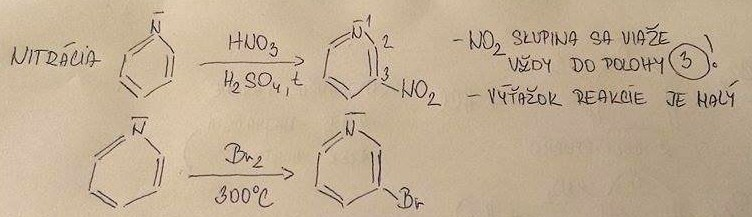 NITRÁCIA N̅ HNO₃ H₂SO₄, t N̅ 1 2 3 NO₂ - NO₂ SKUPINA SA VIAŽE
VŽDY DO POLOHY 3!
- VÝŤAŽOK REAKCIE JE MALÝ
N̅ Br₂ 300°C N̅ Br